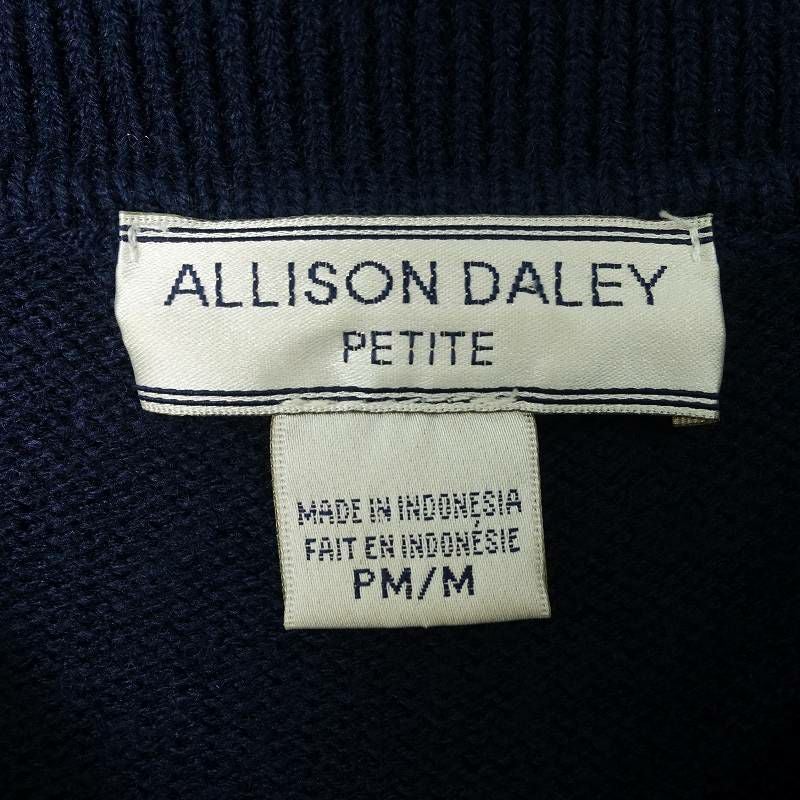 ALLISON DALEY
PETITE
MADE IN INDONESIA
FAIT EN INDONÉSIE
PM/M